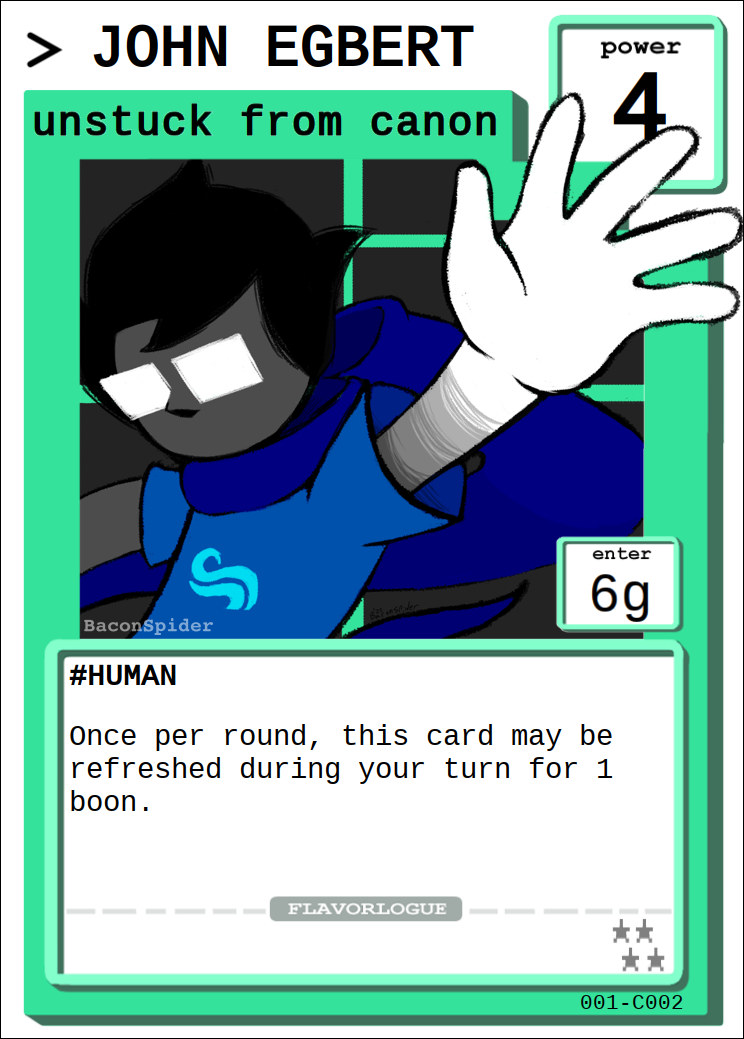 > JOHN EGBERT
power
4
unstuck from canon
enter
6g
BaconSpider
#HUMAN
Once per round, this card may be
refreshed during your turn for 1
boon.
FLAVORLOGUE
001-C002